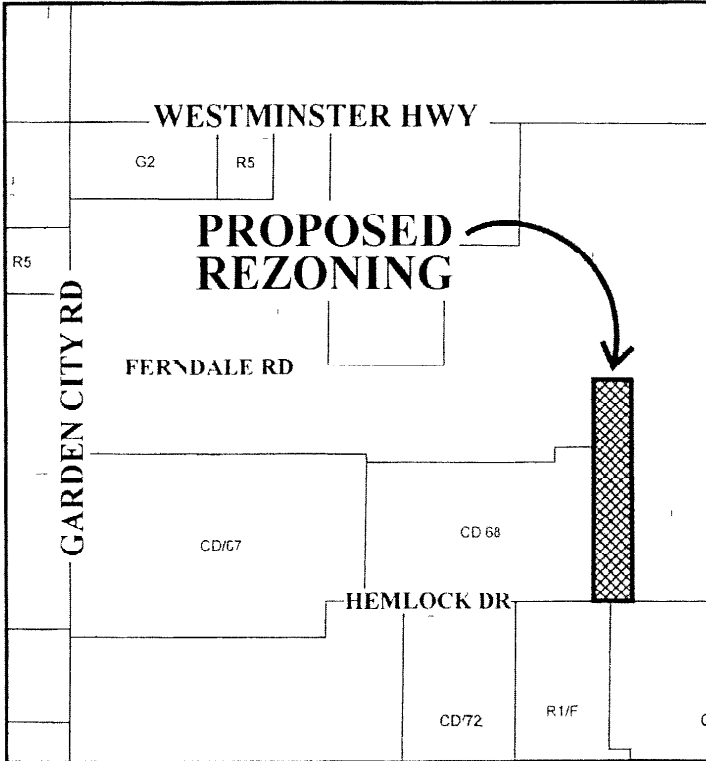 WESTMINSTER HWY
G2
R5
PROPOSED
REZONING
R5
GARDEN CITY RD
FERNDALE RD
CD/67
CD 68
HEMLOCK DR
CD/72
R1/F
C